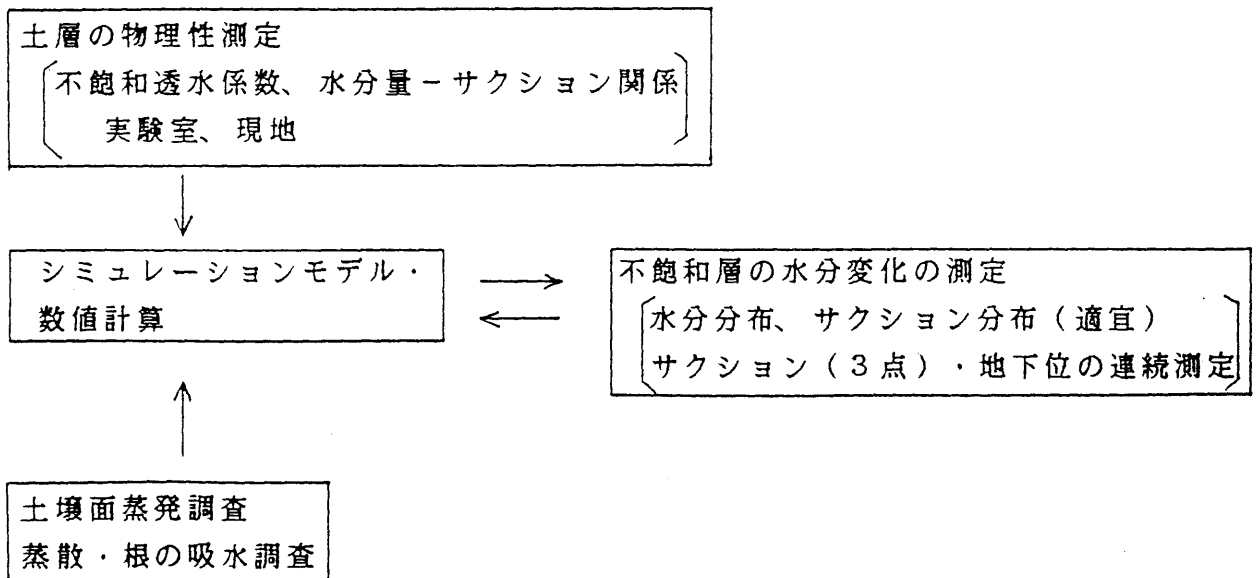 土層の物理性測定
不飽和透水係数、水分量－サクション関係
実験室、現地
シミュレーションモデル・
数値計算
不飽和層の水分変化の測定
水分分布、サクション分布（適宜）
サクション（３点）・地下位の連続測定
土壌面蒸発調査
蒸散・根の吸水調査